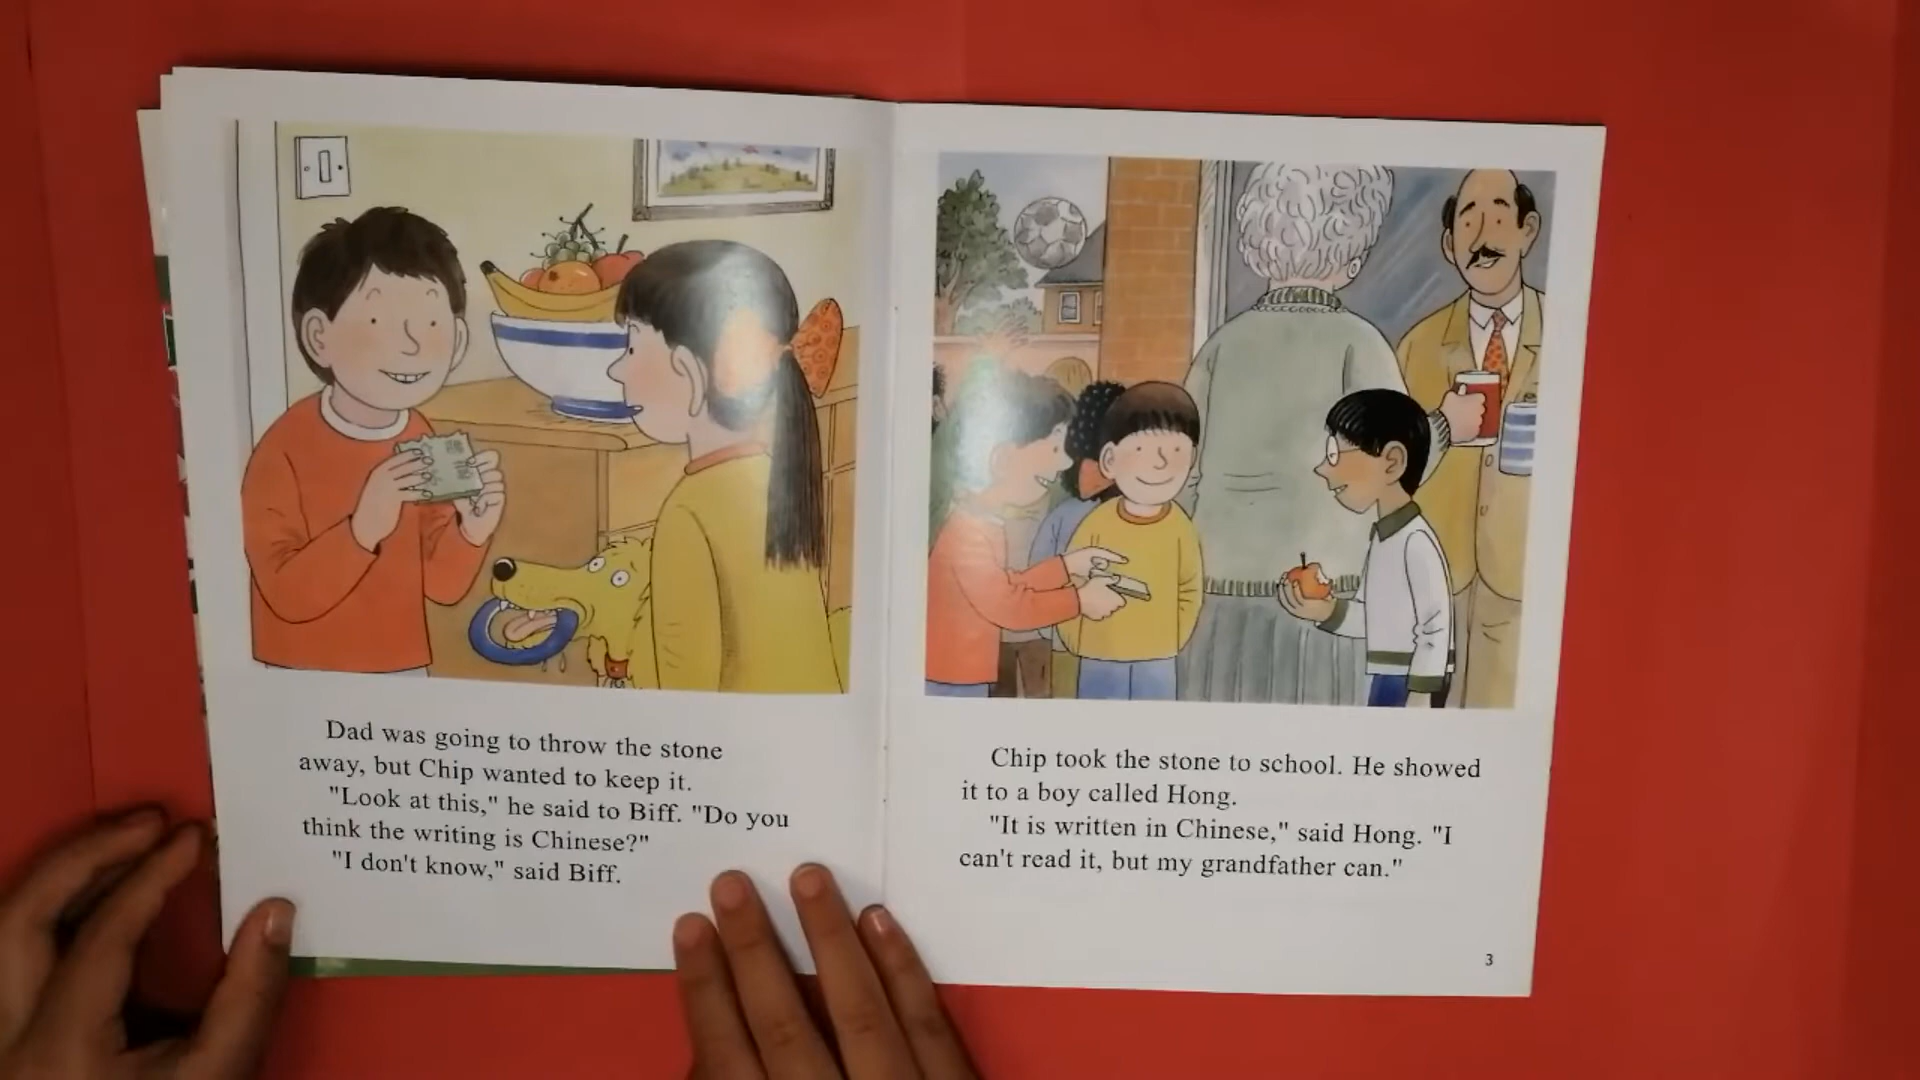 Dad was going to throw the stone
away, but Chip wanted to keep it.
"Look at this," he said to Biff. "Do you
think the writing is Chinese?"
"I don't know," said Biff.
Chip took the stone to school. He showed
it to a boy called Hong.
"It is written in Chinese," said Hong. "I
can't read it, but my grandfather can."
3